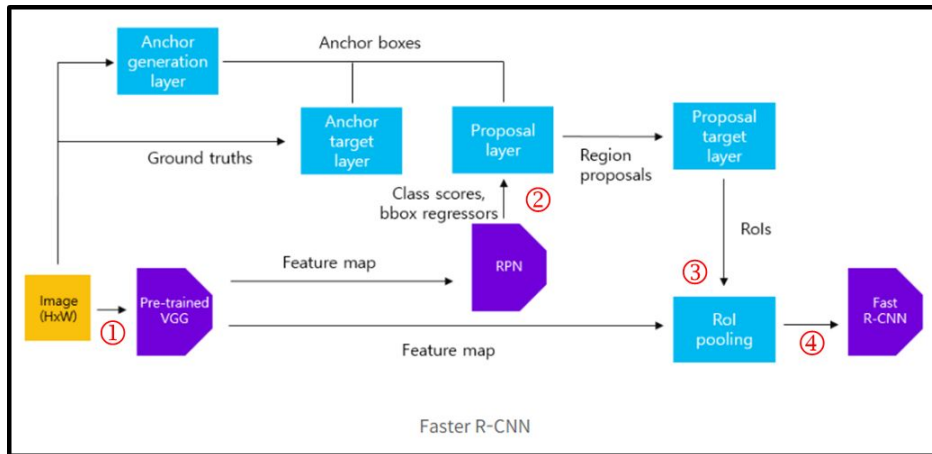 Anchor
generation
layer
Anchor boxes
Ground truths
Anchor
target
layer
Proposal
layer
Region
proposals
Proposal
target
layer
Class scores,
bbox regressors
②
RPN
RoIs
③
Feature map
Image
(HxW)
①
Pre-trained
VGG
Feature map
RoI
pooling
④
Fast
R-CNN
Faster R-CNN